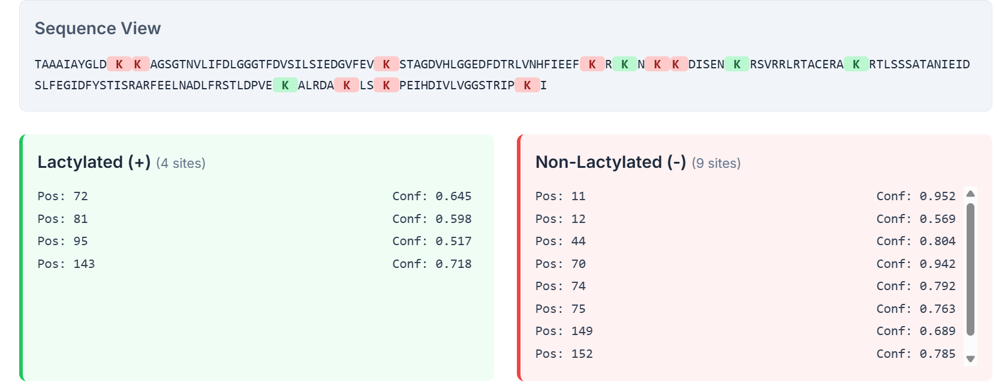 Sequence View
TAAAIAYGLD K K AGSGTNVLIFDLGGGTFDVSILSIEDGVFEV K STAGDVHLGGEDFDTRLVNHFIEEF K R K N K K DISEN K RSVRRLRTACERA K RTLSSSATANIEID
SLFEGIDFYSTISRARFEELNADLFRSTLDPVE K ALRDA K LS K PEIHDIVLVGGSTRIP K I
Lactylated (+) (4 sites)
Pos: 72 Conf: 0.645
Pos: 81 Conf: 0.598
Pos: 95 Conf: 0.517
Pos: 143 Conf: 0.718
Non-Lactylated (-) (9 sites)
Pos: 11 Conf: 0.952
Pos: 12 Conf: 0.569
Pos: 44 Conf: 0.804
Pos: 70 Conf: 0.942
Pos: 74 Conf: 0.792
Pos: 75 Conf: 0.763
Pos: 149 Conf: 0.689
Pos: 152 Conf: 0.785